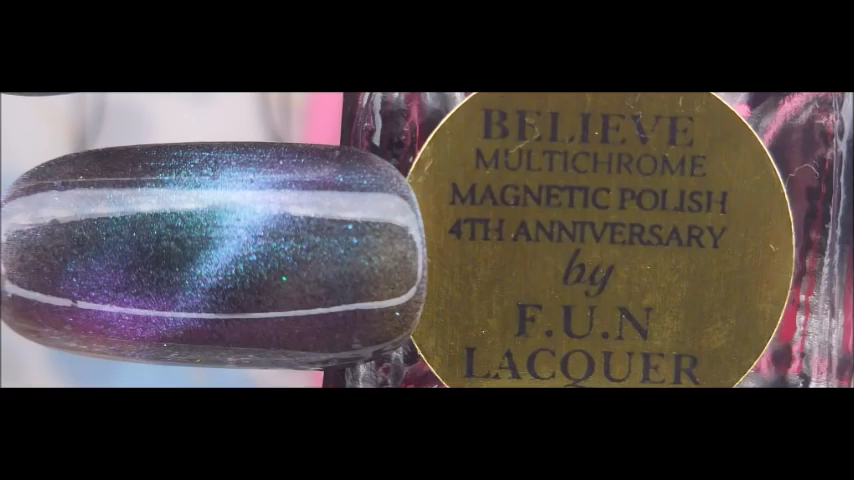 BELIEVE
MULTICHROME
MAGNETIC POLISH
4TH ANNIVERSARY
by
F.U.N
LACQUER